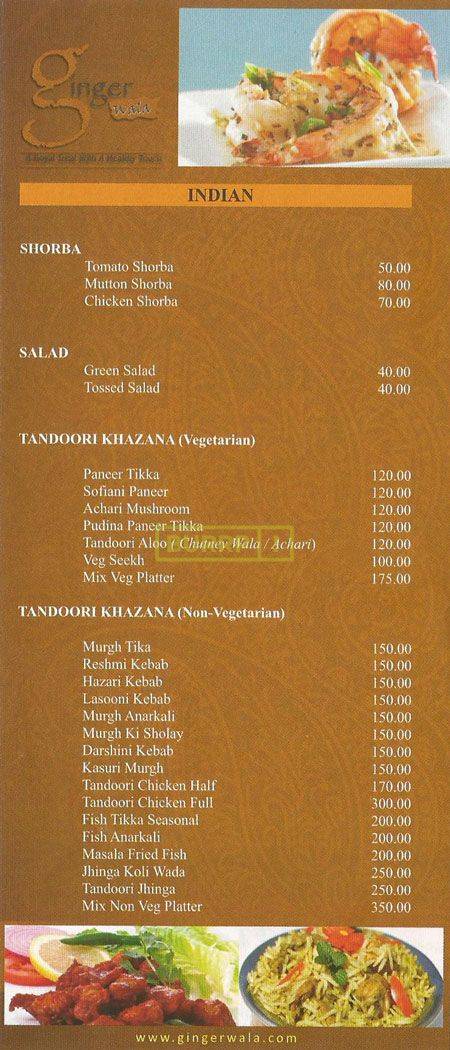 ginger
wala
A Royal Treat With A Healthy Touch
INDIAN
SHORBA
Tomato Shorba 50.00
Mutton Shorba 80.00
Chicken Shorba 70.00
SALAD
Green Salad 40.00
Tossed Salad 40.00
TANDOORI KHAZANA (Vegetarian)
Paneer Tikka 120.00
Sofiani Paneer 120.00
Achari Mushroom 120.00
Pudina Paneer Tikka 120.00
Tandoori Aloo ( Chutney Wala / Achari) 120.00
Veg Seekh 100.00
Mix Veg Platter 175.00
TANDOORI KHAZANA (Non-Vegetarian)
Murgh Tika 150.00
Reshmi Kebab 150.00
Hazari Kebab 150.00
Lasooni Kebab 150.00
Murgh Anarkali 150.00
Murgh Ki Sholay 150.00
Darshini Kebab 150.00
Kasuri Murgh 150.00
Tandoori Chicken Half 170.00
Tandoori Chicken Full 300.00
Fish Tikka Seasonal 200.00
Fish Anarkali 200.00
Masala Fried Fish 200.00
Jhinga Koli Wada 250.00
Tandoori Jhinga 250.00
Mix Non Veg Platter 350.00
www.gingerwala.com